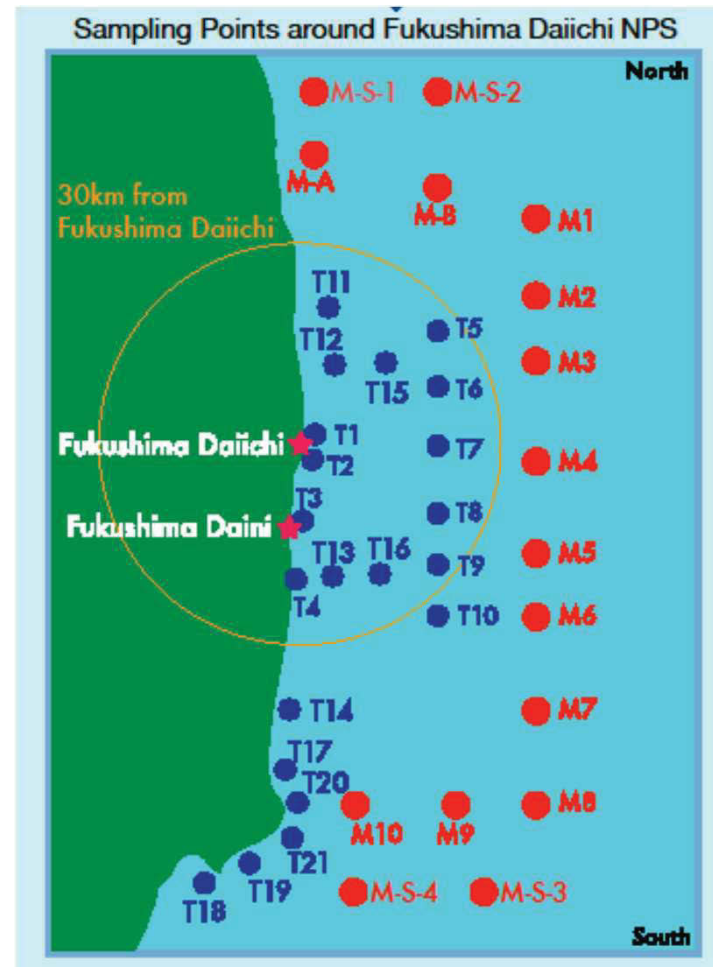 Sampling Points around Fukushima Daiichi NPS
North
M-S-1
M-S-2
M-A
M-B
30km from
Fukushima Daiichi
M1
T11
M2
T12
T5
M3
T15
T6
Fukushima Daiichi
T1
T7
T2
M4
T3
T8
Fukushima Daini
T13
T16
T9
M5
T4
T10
M6
T14
M7
T17
T20
M8
M10
M9
T21
T19
T18
M-S-4
M-S-3
South